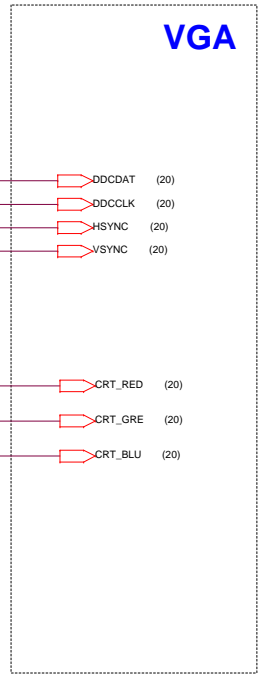 VGA
DDCDAT (20)
DDCCLK (20)
HSYNC (20)
VSYNC (20)
CRT_RED (20)
CRT_GRE (20)
CRT_BLU (20)